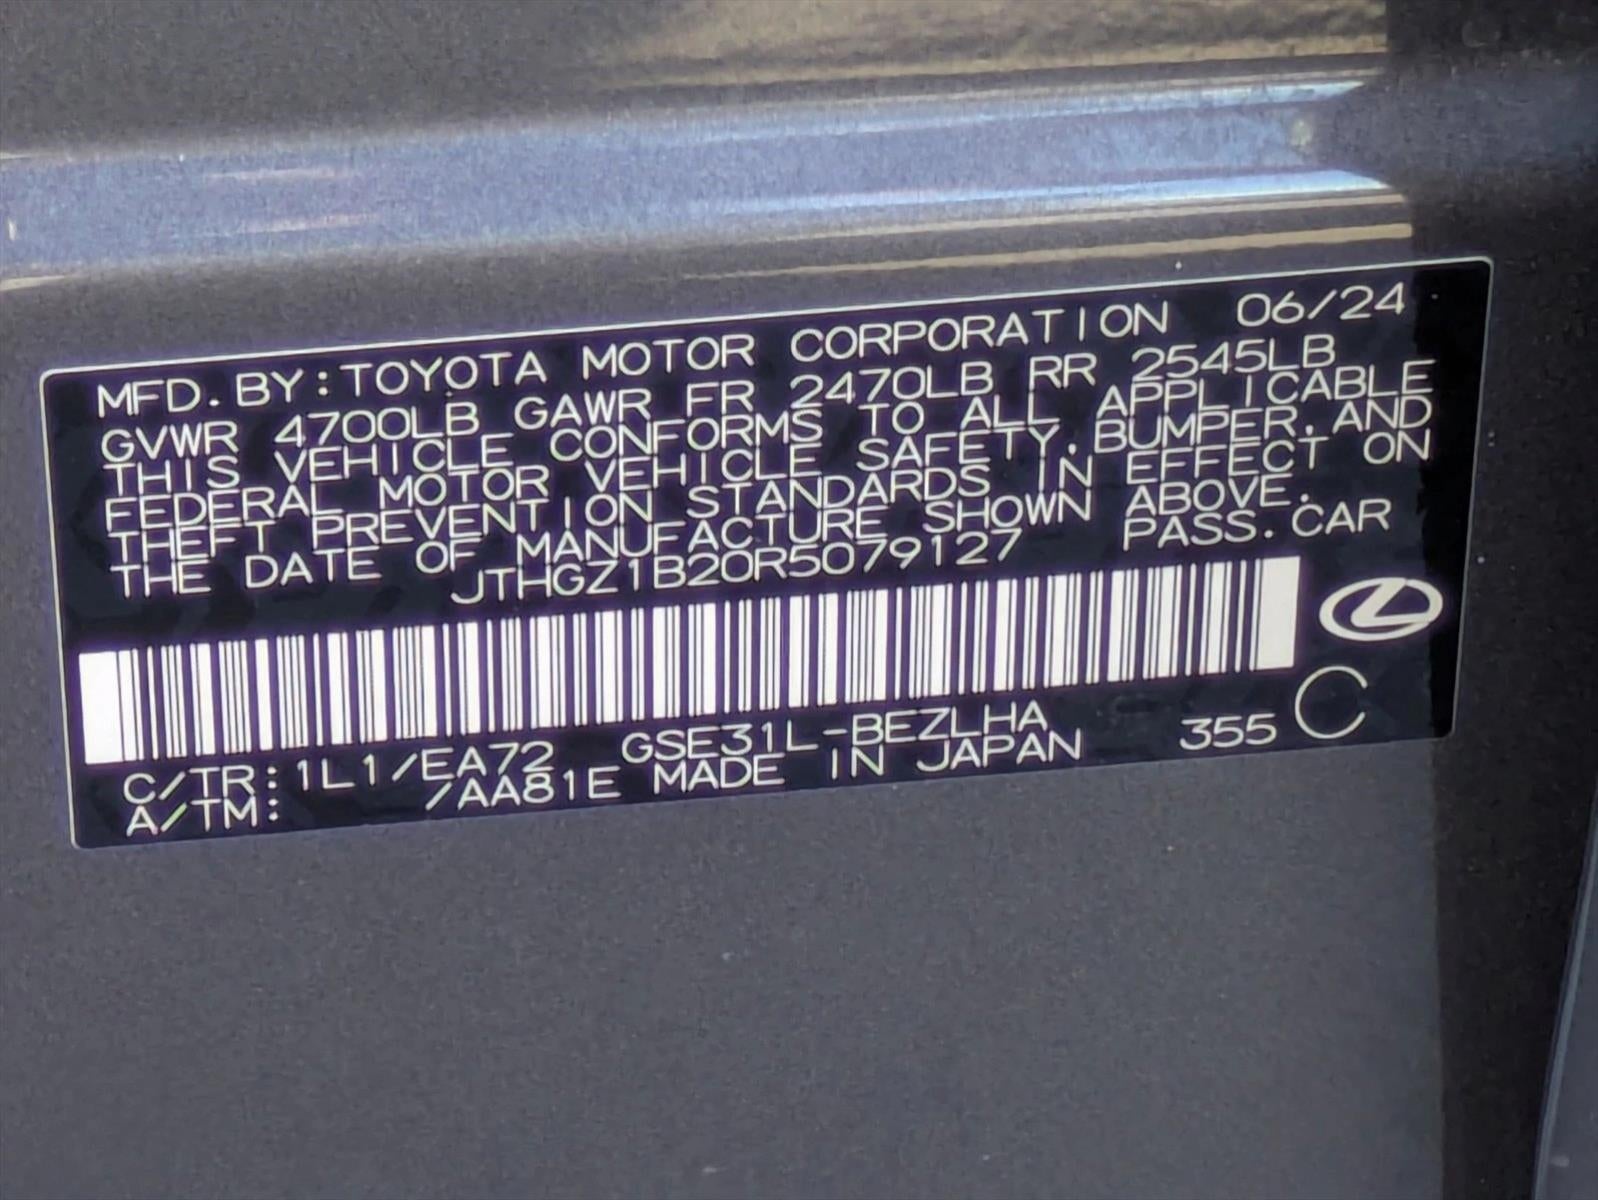 MFD.BY:TOYOTA MOTOR CORPORATION 06/24
GVWR 4700LB GAWR FR 2470LB RR 2545LB
THIS VEHICLE CONFORMS TO ALL APPLICABLE
FEDERAL MOTOR VEHICLE SAFETY,BUMPER,AND
THEFT PREVENTION STANDARDS IN EFFECT ON
THE DATE OF MANUFACTURE SHOWN ABOVE.
JTHGZ1B20R5079127 PASS.CAR
C/TR:1L1/EA72 GSE31L-BEZLHA 355 C
A/TM: /AA81E MADE IN JAPAN